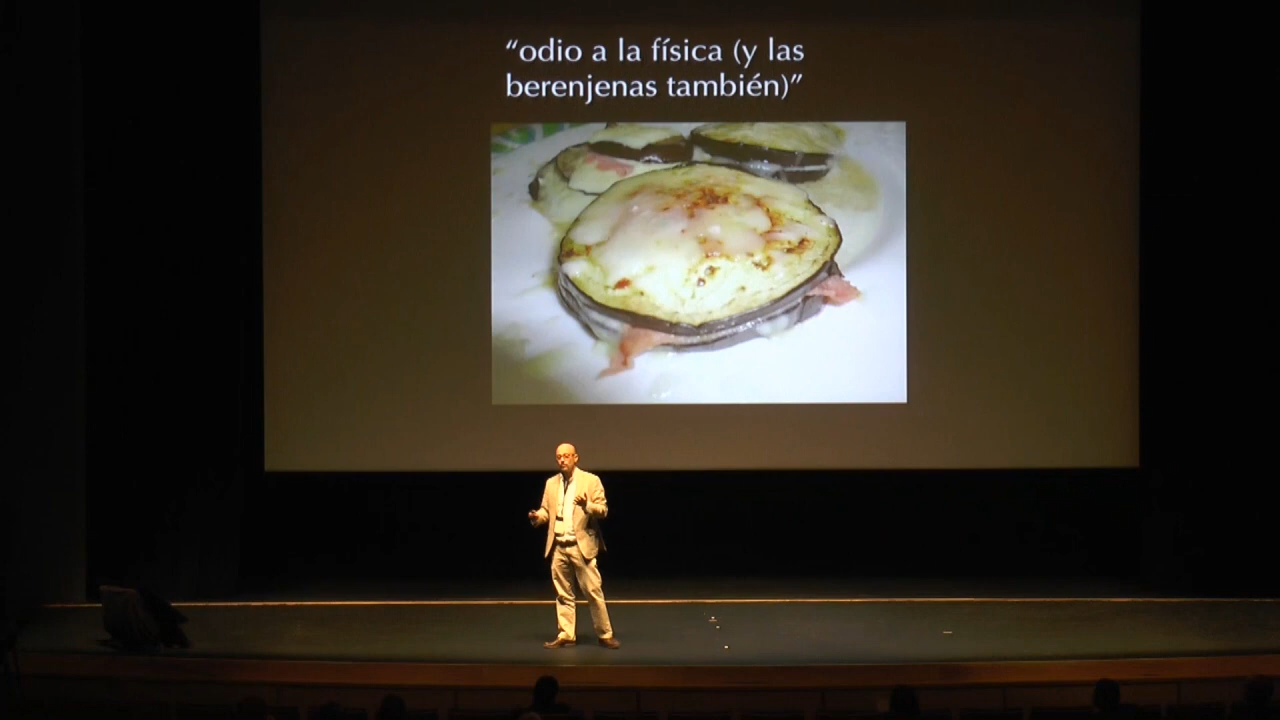 “odio a la física (y las
berenjenas también)”